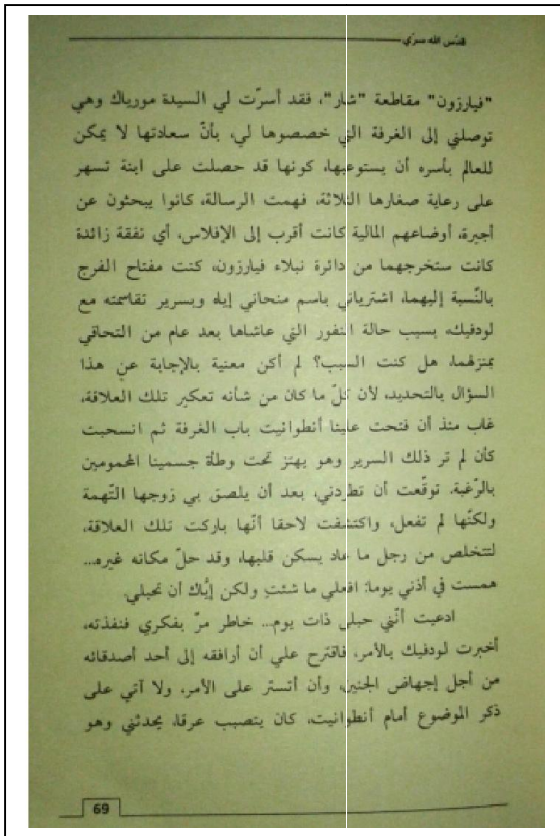 قدّس الله سرّي
"فيارزون" مقاطعة "شار"، فقد أسرّت لي السيدة مورياك وهي
توصلني إلى الغرفة التي خصصوها لي، بأنّ سعادتها لا يمكن
للعالم بأسره أن يستوعبها، كونها قد حصلت على ابنة تسهر
على رعاية صغارها الثلاثة، فهمت الرسالة، كانوا يبحثون عن
أجيرة، أوضاعهم المالية كانت أقرب إلى الإفلاس، أي نفقة زائدة
كانت ستخرجهما من دائرة نبلاء فيارزون، كنت مفتاح الفرج
بالنّسبة إليهما، اشترياني باسم منحاني إياه وبسرير تقاسمته مع
لودفيك، بسبب حالة النفور التي عاشاها بعد عام من التحاقي
بمنزلهما، هل كنت السبب؟ لم أكن معنية بالإجابة عن هذا
السؤال بالتحديد، لأن كلّ ما كان من شأنه تعكير تلك العلاقة،
غاب منذ أن فتحت علينا أنطوانيت باب الغرفة ثم انسحبت
كأن لم تر ذلك السرير وهو يهتز تحت وطأة جسمينا المحمومين
بالرّغبة. توقّعت أن تطردني، بعد أن يلصق بي زوجها التّهمة
ولكنّها لم تفعل، واكتشفت لاحقا أنّها باركت تلك العلاقة،
لتتخلص من رجل ما عاد يسكن قلبها، وقد حلّ مكانه غيره...
همست في أذني يوما: افعلي ما شئتِ ولكن إيّاك أن تحبلي.
ادعيت أنّني حبلى ذات يوم... خاطر مرّ بفكري فنفذته،
أخبرت لودفيك بالأمر، فاقترح علي أن أرافقه إلى أحد أصدقائه
من أجل إجهاض الجنين، وأن أتستر على الأمر، ولا آتي على
ذكر الموضوع أمام أنطوانيت، كان يتصبب عرقا، يحدثني وهو
69